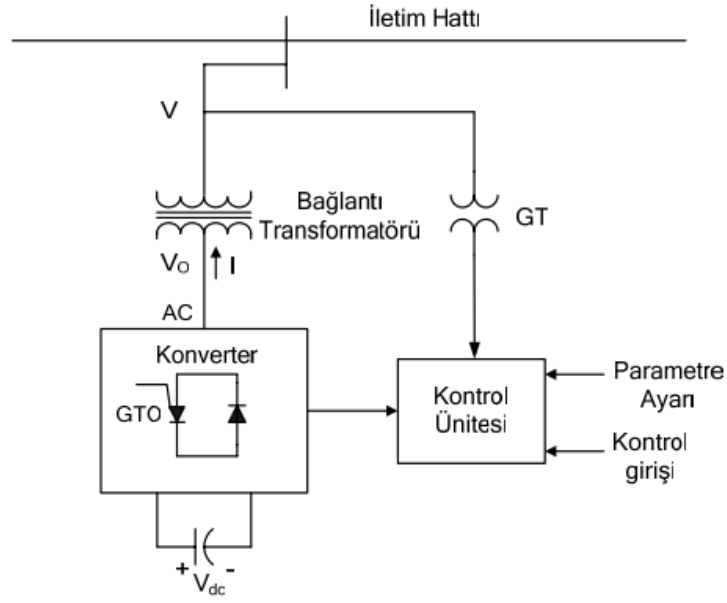 İletim Hattı
V
Bağlantı
Transformatörü
GT
VO
I
AC
Konverter
GTO
Kontrol
Ünitesi
Parametre
Ayarı
Kontrol
girişi
+ -
Vdc